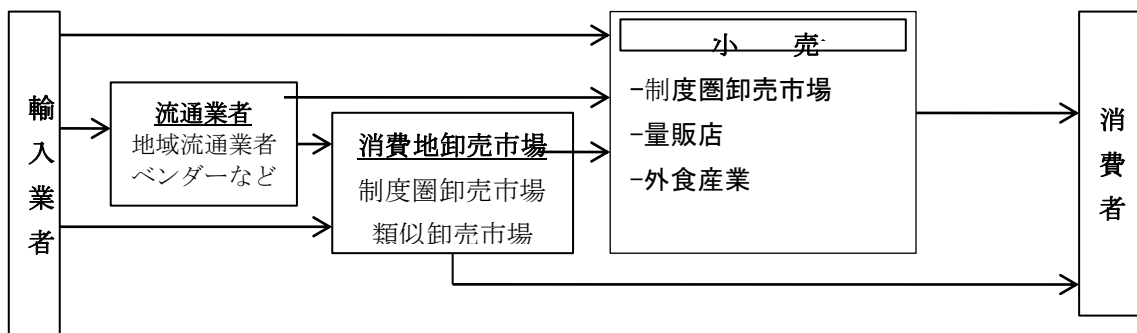 輸入業者
流通業者
地域流通業者
ベンダーなど
消費地卸売市場
制度圏卸売市場
類似卸売市場
小　売
-制度圏卸売市場
-量販店
-外食産業
消費者